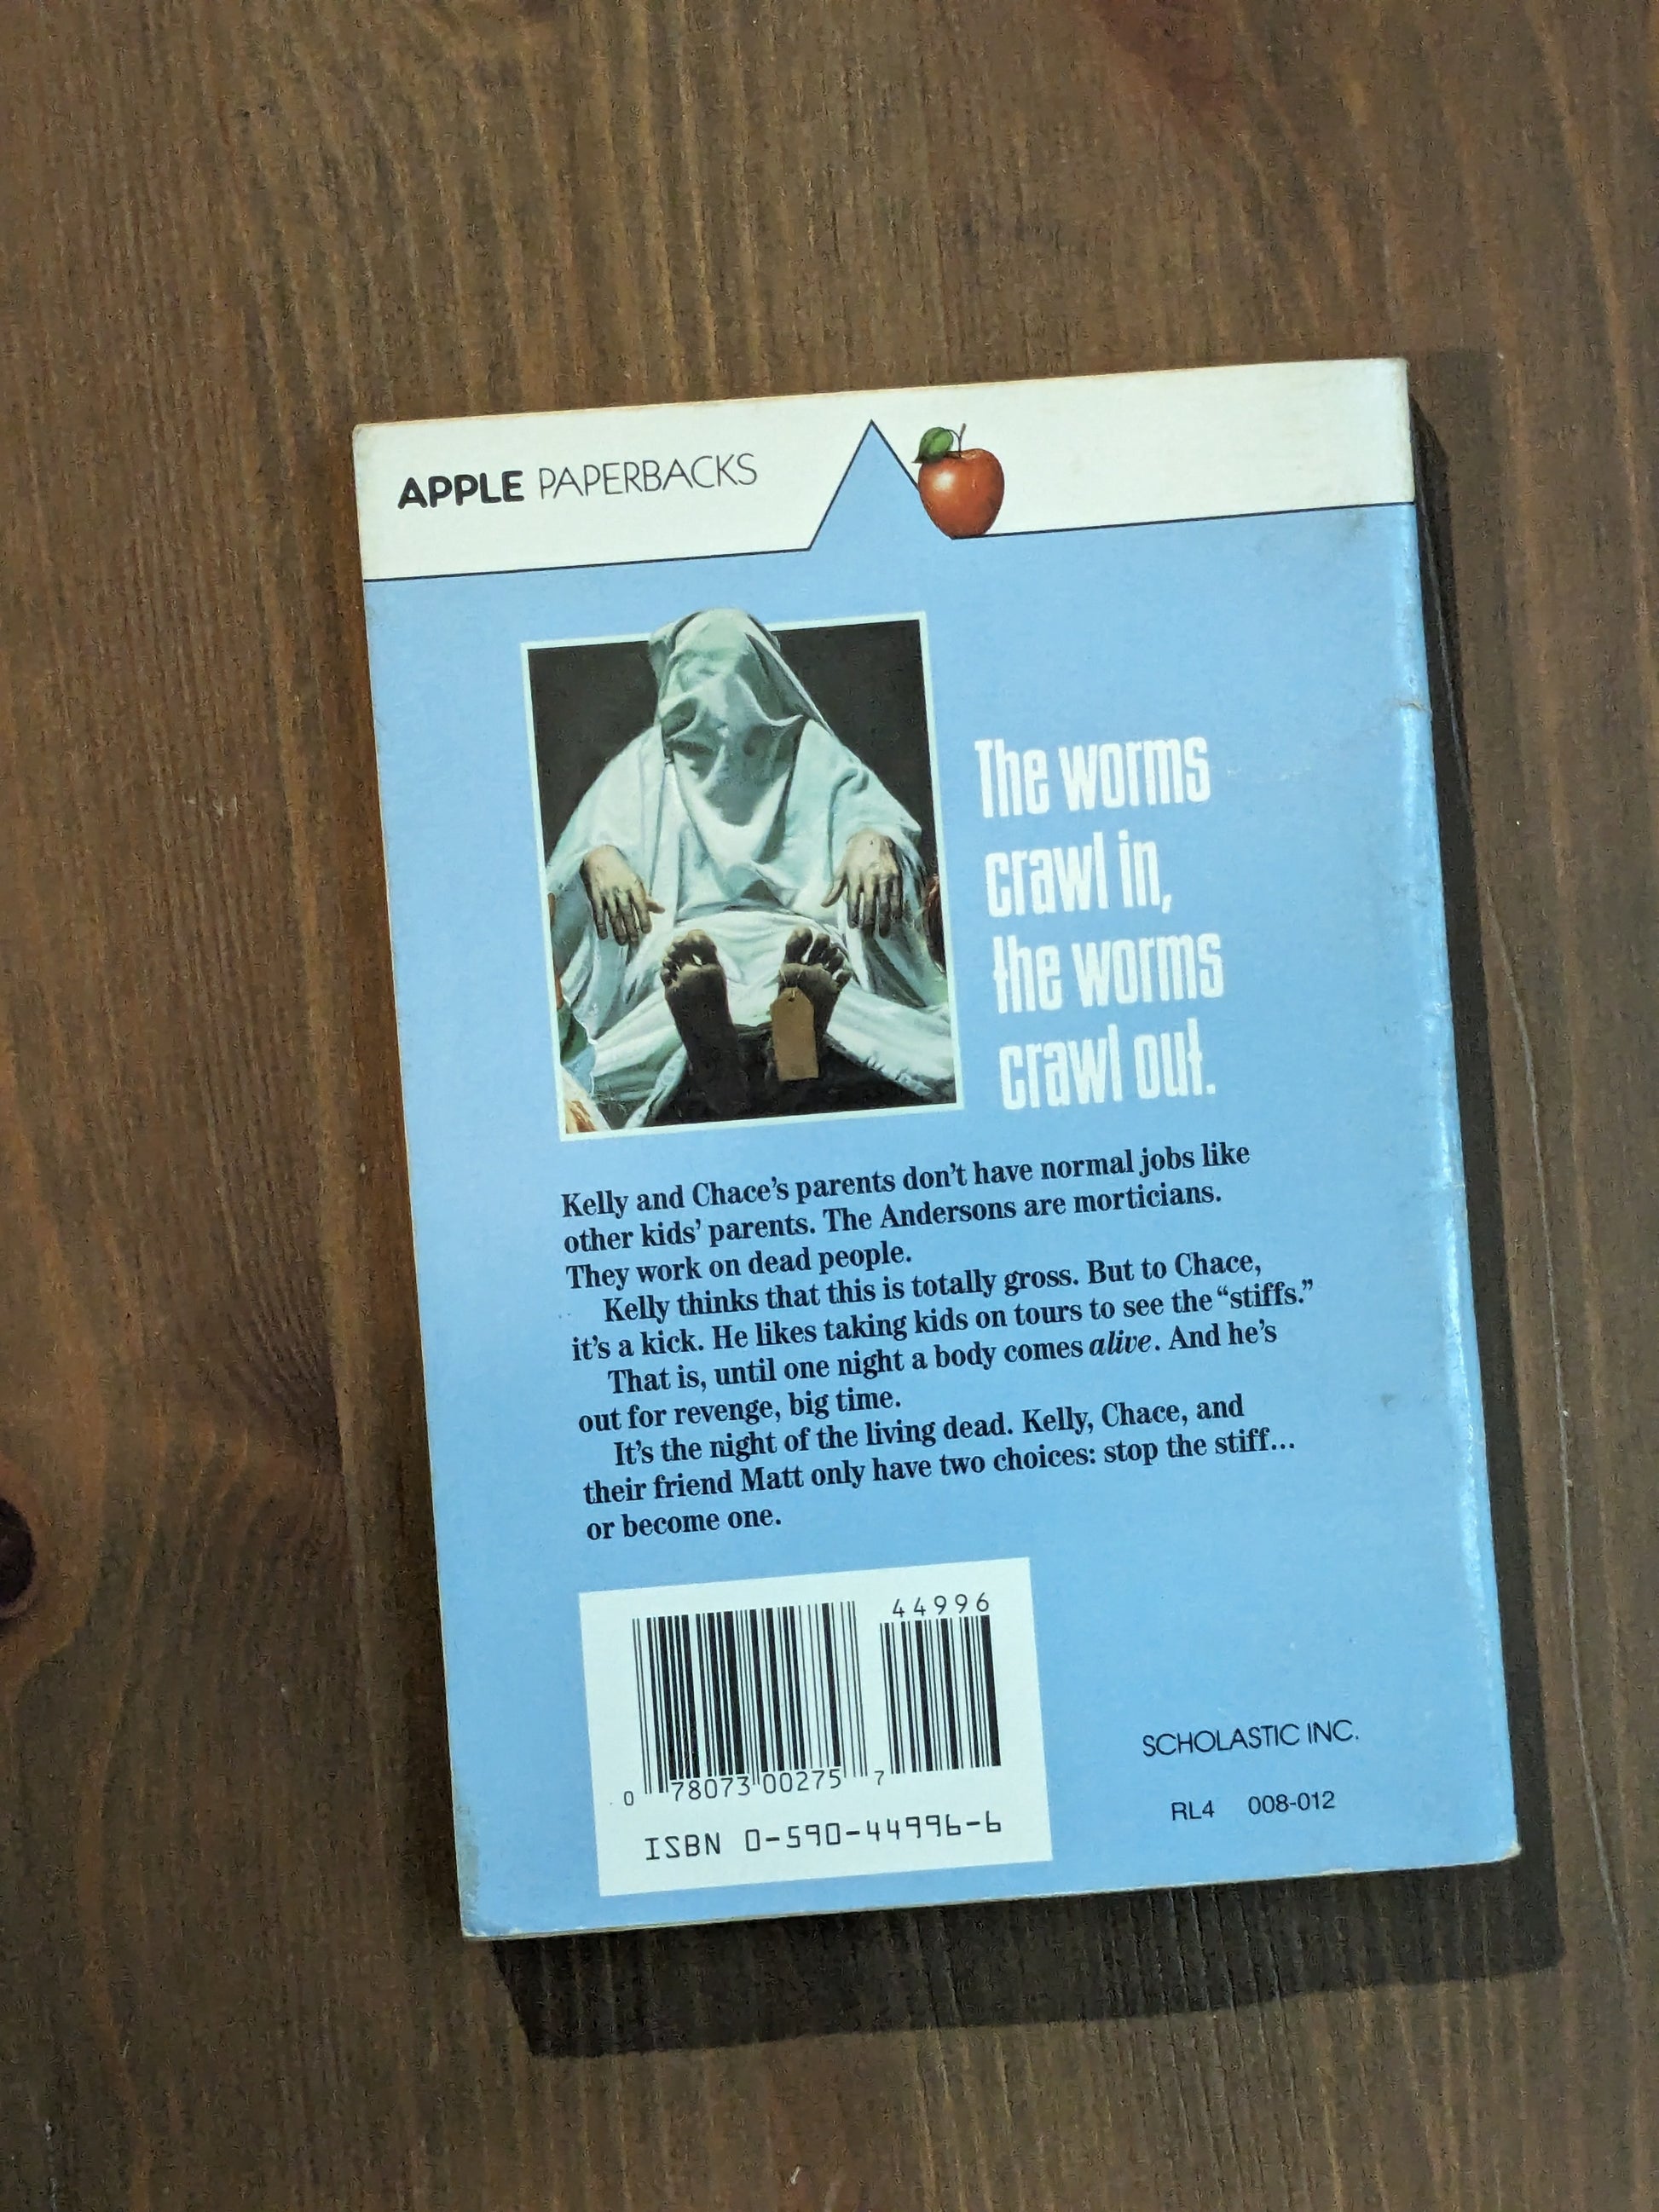 APPLE PAPERBACKS
The worms
crawl in,
the worms
crawl out.
Kelly and Chace's parents don't have normal jobs like
other kids' parents. The Andersons are morticians.
They work on dead people.
Kelly thinks that this is totally gross. But to Chace,
it's a kick. He likes taking kids on tours to see the “stiffs.”
That is, until one night a body comes alive. And he's
out for revenge, big time.
It's the night of the living dead. Kelly, Chace, and
their friend Matt only have two choices: stop the stiff...
or become one.
44996
0 78073 00275 7
ISBN 0-590-44996-6
SCHOLASTIC INC.
RL4 008-012